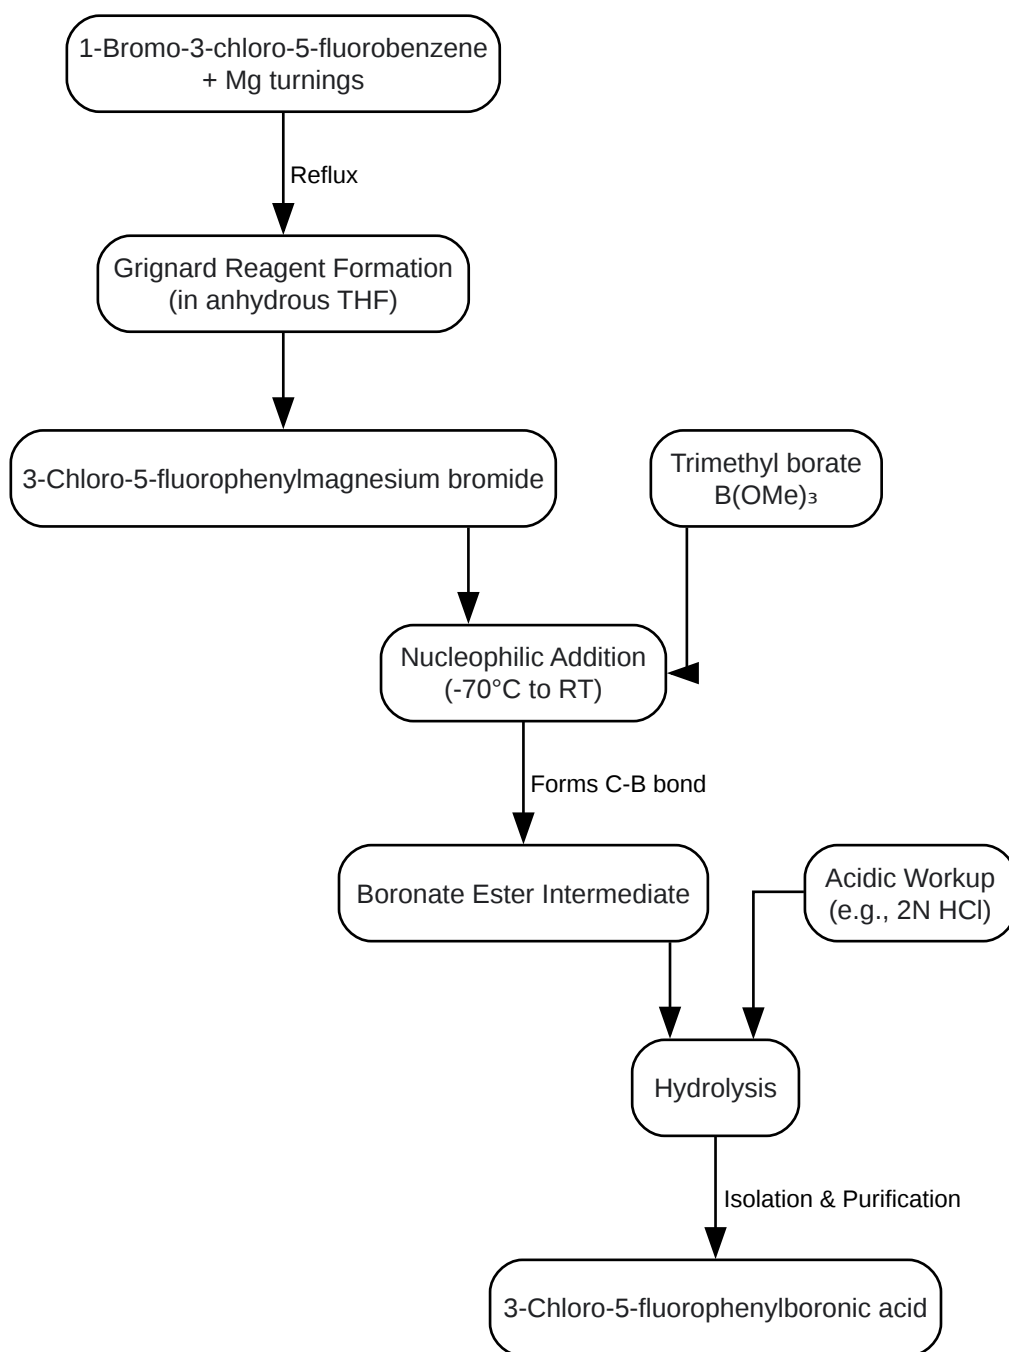 1-Bromo-3-chloro-5-fluorobenzene
+ Mg turnings
Reflux
Grignard Reagent Formation
(in anhydrous THF)
3-Chloro-5-fluorophenylmagnesium bromide
Trimethyl borate
B(OMe)₃
Nucleophilic Addition
(-70°C to RT)
Forms C-B bond
Boronate Ester Intermediate
Acidic Workup
(e.g., 2N HCl)
Hydrolysis
Isolation & Purification
3-Chloro-5-fluorophenylboronic acid